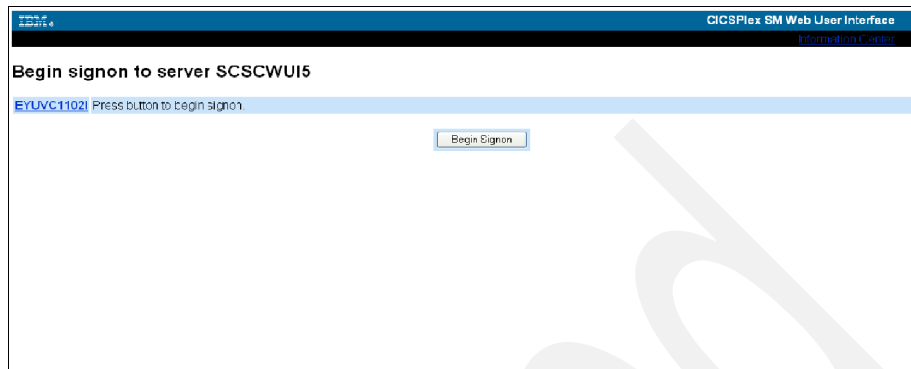 IBM.
CICSPlex SM Web User Interface
Information Center
Begin signon to server SCSCWUI5
EYUVC1102I Press button to begin signon.
Begin Signon